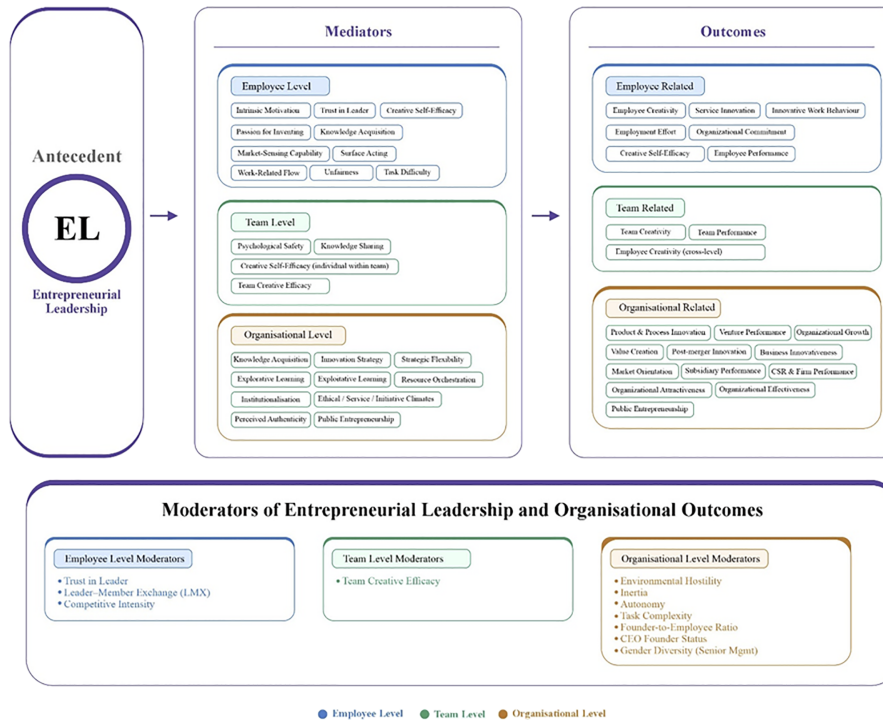 Antecedent
EL
Entrepreneurial
Leadership
Mediators
Employee Level
Intrinsic Motivation
Trust in Leader
Creative Self-Efficacy
Passion for Inventing
Knowledge Acquisition
Market-Sensing Capability
Surface Acting
Work-Related Flow
Unfairness
Task Difficulty
Team Level
Psychological Safety
Knowledge Sharing
Creative Self-Efficacy (individual within team)
Team Creative Efficacy
Organisational Level
Knowledge Acquisition
Innovation Strategy
Strategic Flexibility
Explorative Learning
Exploitative Learning
Resource Orchestration
Institutionalisation
Ethical / Service / Initiative Climates
Perceived Authenticity
Public Entrepreneurship
Outcomes
Employee Related
Employee Creativity
Service Innovation
Innovative Work Behaviour
Employment Effort
Organizational Commitment
Creative Self-Efficacy
Employee Performance
Team Related
Team Creativity
Team Performance
Employee Creativity (cross-level)
Organisational Related
Product & Process Innovation
Venture Performance
Organizational Growth
Value Creation
Post-merger Innovation
Business Innovativeness
Market Orientation
Subsidiary Performance
CSR & Firm Performance
Organizational Attractiveness
Organizational Effectiveness
Public Entrepreneurship
Moderators of Entrepreneurial Leadership and Organisational Outcomes
Employee Level Moderators
• Trust in Leader
• Leader–Member Exchange (LMX)
• Competitive Intensity
Team Level Moderators
• Team Creative Efficacy
Organisational Level Moderators
• Environmental Hostility
• Inertia
• Autonomy
• Task Complexity
• Founder-to-Employee Ratio
• CEO Founder Status
• Gender Diversity (Senior Mgmt)
Employee Level
Team Level
Organisational Level